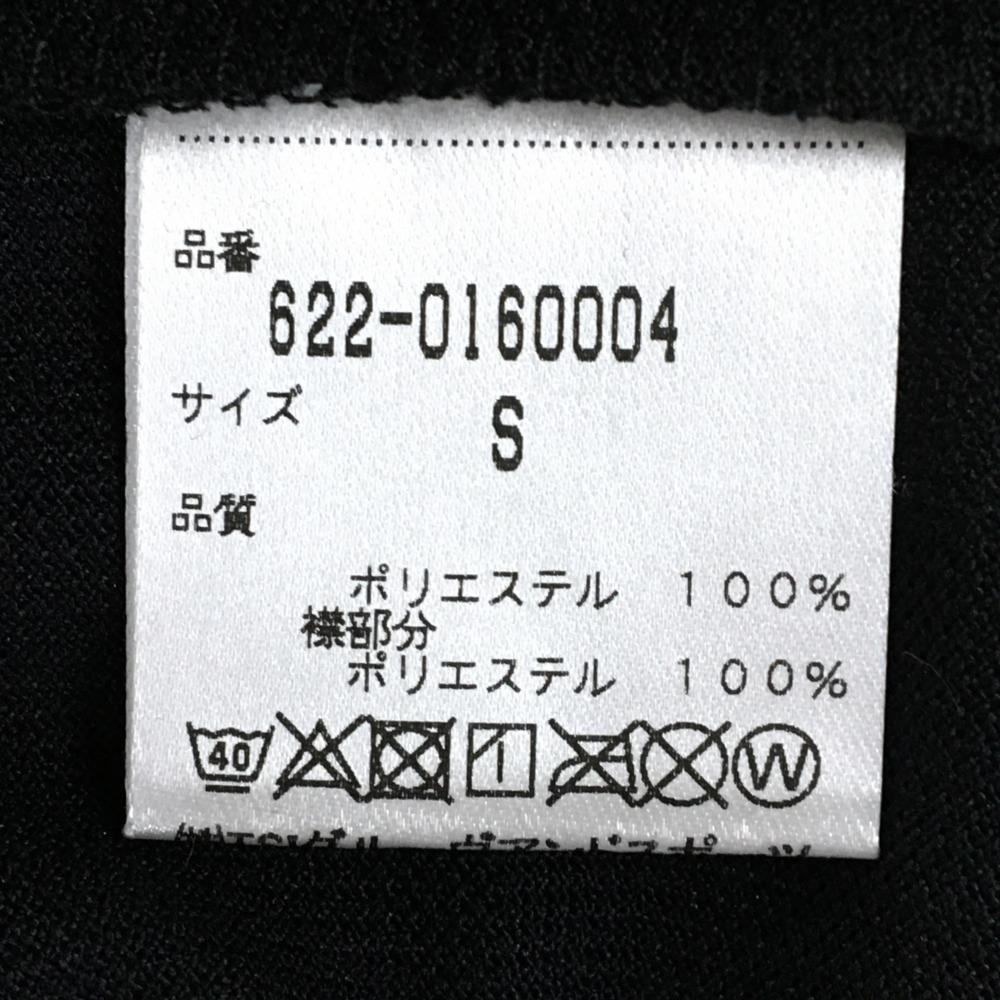 品番
622-0160004
サイズ
S
品質
ポリエステル 100%
襟部分
ポリエステル 100%
40 W